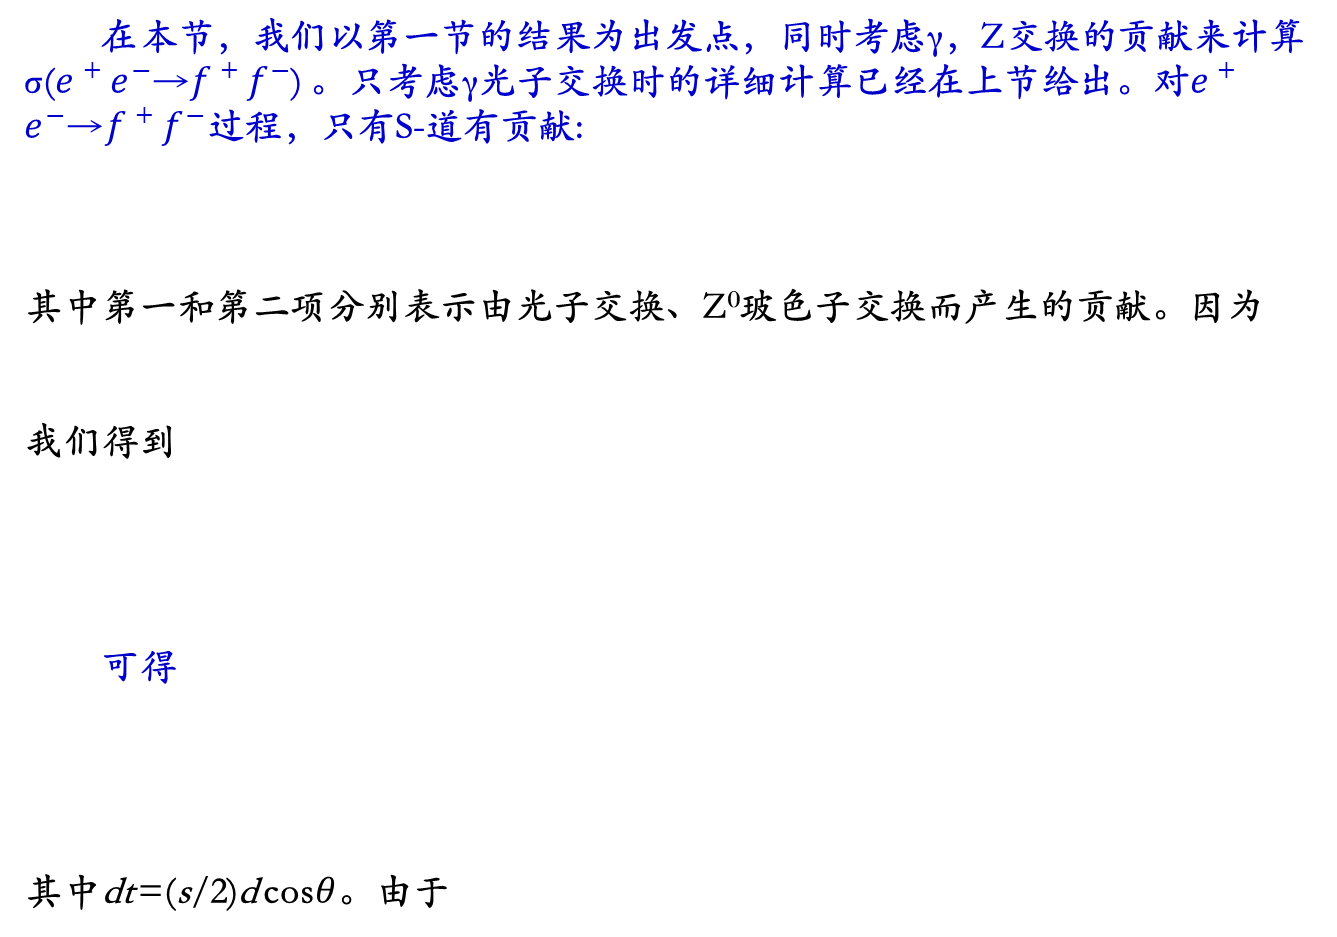 在本节，我们以第一节的结果为出发点，同时考虑γ，Z交换的贡献来计算
σ(e⁺e⁻→f⁺f⁻) 。只考虑γ光子交换时的详细计算已经在上节给出。对e⁺
e⁻→f⁺f⁻过程，只有S-道有贡献:
其中第一和第二项分别表示由光子交换、Z⁰玻色子交换而产生的贡献。因为
我们得到
可得
其中dt=(s/2)dcosθ。由于